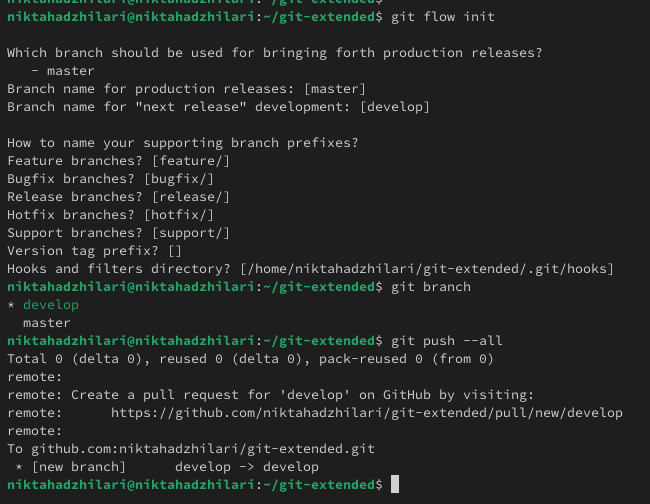 niktahadzhilari@niktahadzhilari:~/git-extended$
niktahadzhilari@niktahadzhilari:~/git-extended$ git flow init

Which branch should be used for bringing forth production releases?
   - master
Branch name for production releases: [master]
Branch name for "next release" development: [develop]

How to name your supporting branch prefixes?
Feature branches? [feature/]
Bugfix branches? [bugfix/]
Release branches? [release/]
Hotfix branches? [hotfix/]
Support branches? [support/]
Version tag prefix? []
Hooks and filters directory? [/home/niktahadzhilari/git-extended/.git/hooks]
niktahadzhilari@niktahadzhilari:~/git-extended$ git branch
* develop
  master
niktahadzhilari@niktahadzhilari:~/git-extended$ git push --all
Total 0 (delta 0), reused 0 (delta 0), pack-reused 0 (from 0)
remote:
remote: Create a pull request for 'develop' on GitHub by visiting:
remote:      https://github.com/niktahadzhilari/git-extended/pull/new/develop
remote:
To github.com:niktahadzhilari/git-extended.git
 * [new branch]      develop -> develop
niktahadzhilari@niktahadzhilari:~/git-extended$